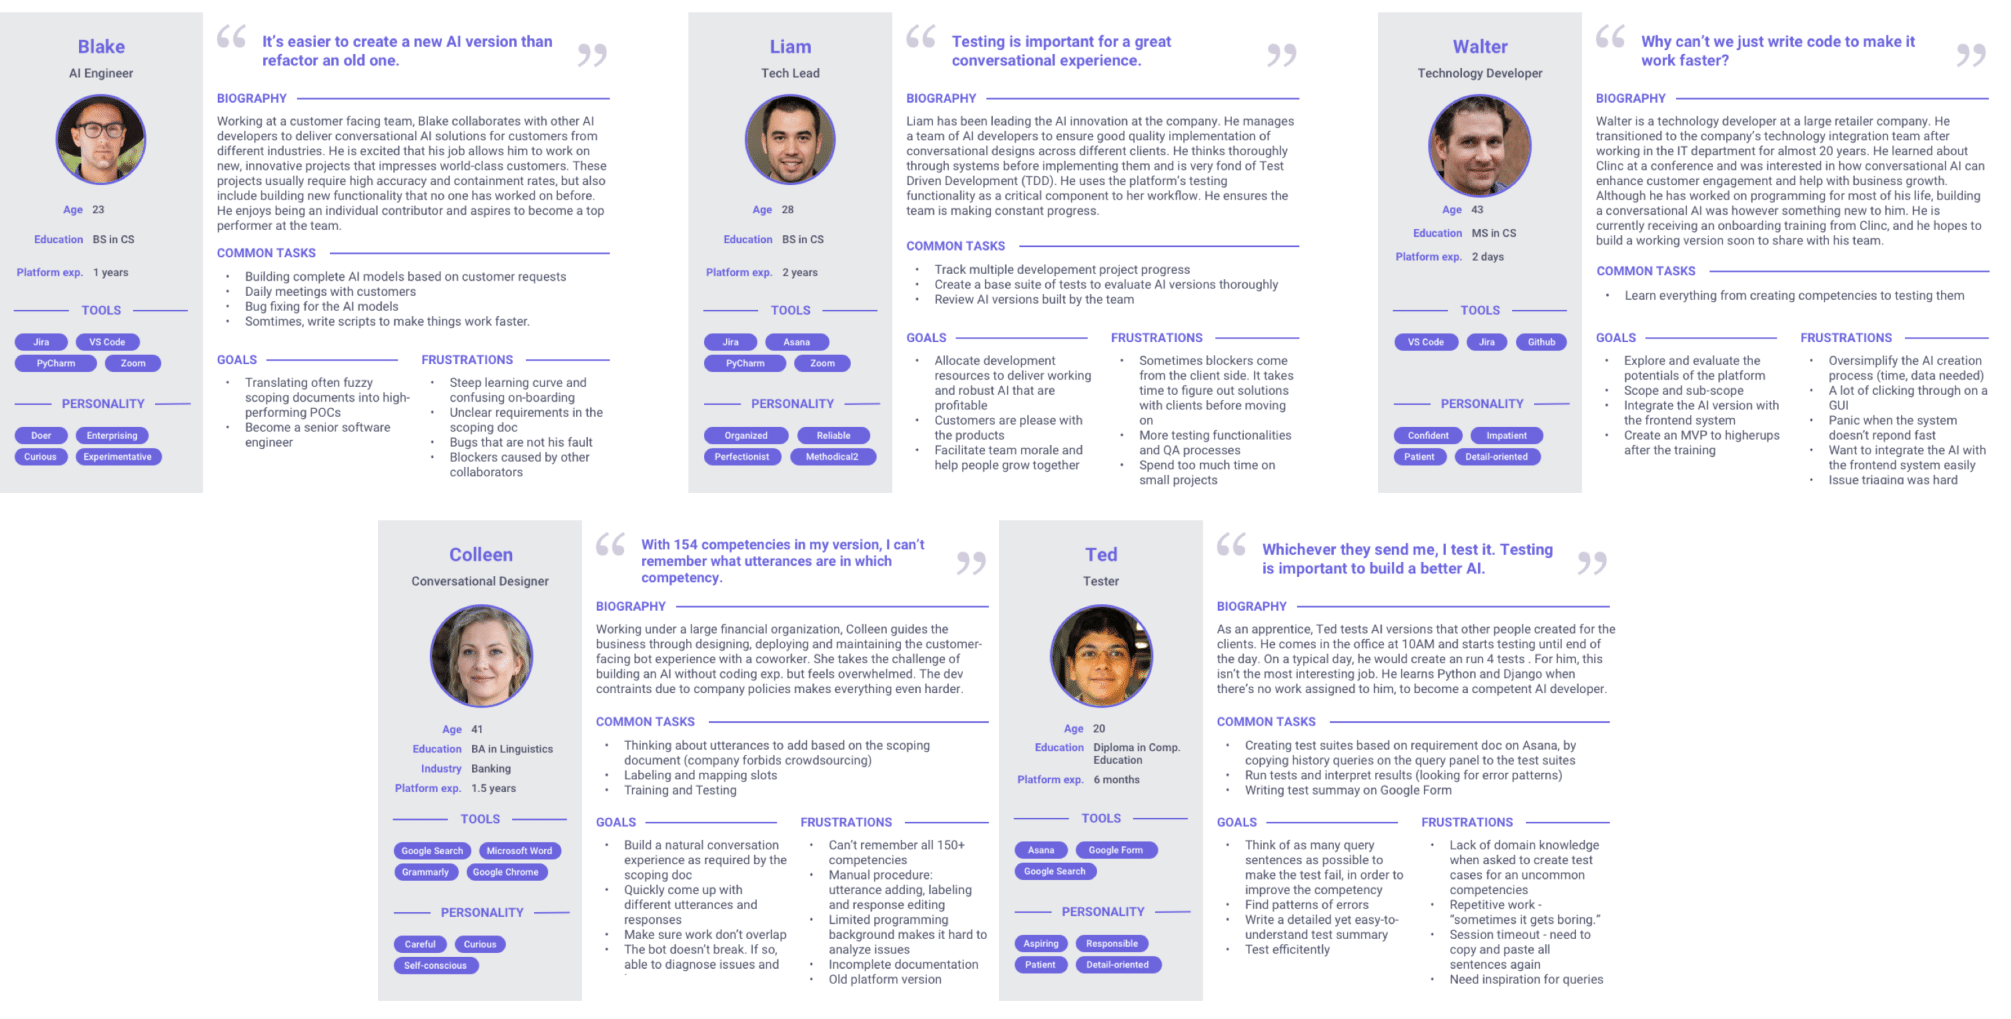 Blake
AI Engineer
Age 23
Education BS in CS
Platform exp. 1 years
TOOLS
Jira VS Code
PyCharm Zoom
PERSONALITY
Doer Enterprising
Curious Experimentative
“ It’s easier to create a new AI version than
refactor an old one. ”
BIOGRAPHY
Working at a customer facing team, Blake collaborates with other AI
developers to deliver conversational AI solutions for customers from
different industries. He is excited that his job allows him to work on
new, innovative projects that impresses world-class customers. These
projects usually require high accuracy and containment rates, but also
include building new functionality that no one has worked on before.
He enjoys being an individual contributor and aspires to become a top
performer at the team.
COMMON TASKS
• Building complete AI models based on customer requests
• Daily meetings with customers
• Bug fixing for the AI models
• Somtimes, write scripts to make things work faster.
GOALS
• Translating often fuzzy
scoping documents into high-
performing POCs
• Become a senior software
engineer
FRUSTRATIONS
• Steep learning curve and
confusing on-boarding
• Unclear requirements in the
scoping doc
• Bugs that are not his fault
• Blockers caused by other
collaborators
Liam
Tech Lead
Age 28
Education BS in CS
Platform exp. 2 years
TOOLS
Jira Asana
PyCharm Zoom
PERSONALITY
Organized Reliable
Perfectionist Methodical2
“ Testing is important for a great
conversational experience. ”
BIOGRAPHY
Liam has been leading the AI innovation at the company. He manages
a team of AI developers to ensure good quality implementation of
conversational designs across different clients. He thinks thoroughly
through systems before implementing them and is very fond of Test
Driven Development (TDD). He uses the platform’s testing
functionality as a critical component to her workflow. He ensures the
team is making constant progress.
COMMON TASKS
• Track multiple developement project progress
• Create a base suite of tests to evaluate AI versions thoroughly
• Review AI versions built by the team
GOALS
• Allocate development
resources to deliver working
and robust AI that are
profitable
• Customers are please with
the products
• Facilitate team morale and
help people grow together
FRUSTRATIONS
• Sometimes blockers come
from the client side. It takes
time to figure out solutions
with clients before moving
on
• More testing functionalities
and QA processes
• Spend too much time on
small projects
Walter
Technology Developer
Age 43
Education MS in CS
Platform exp. 2 days
TOOLS
VS Code Jira Github
PERSONALITY
Confident Impatient
Patient Detail-oriented
“ Why can’t we just write code to make it
work faster? ”
BIOGRAPHY
Walter is a technology developer at a large retailer company. He
transitioned to the company’s technology integration team after
working in the IT department for almost 20 years. He learned about
Clinc at a conference and was interested in how conversational AI can
enhance customer engagement and help with business growth.
Although he has worked on programming for most of his life, building
a conversational AI was however something new to him. He is
currently receiving an onboarding training from Clinc, and he hopes to
build a working version soon to share with his team.
COMMON TASKS
• Learn everything from creating competencies to testing them
GOALS
• Explore and evaluate the
potentials of the platform
• Scope and sub-scope
• Integrate the AI version with
the frontend system
• Create an MVP to higherups
after the training
FRUSTRATIONS
• Oversimplify the AI creation
process (time, data needed)
• A lot of clicking through on a
GUI
• Panic when the system
doesn’t repond fast
• Want to integrate the AI with
the frontend system easily
• Issue triaging was hard
Colleen
Conversational Designer
Age 41
Education BA in Linguistics
Industry Banking
Platform exp. 1.5 years
TOOLS
Google Search Microsoft Word
Grammarly Google Chrome
PERSONALITY
Careful Curious
Self-conscious
“ With 154 competencies in my version, I can’t
remember what utterances are in which
competency. ”
BIOGRAPHY
Working under a large financial organization, Colleen guides the
business through designing, deploying and maintaining the customer-
facing bot experience with a coworker. She takes the challenge of
building an AI without coding exp. but feels overwhelmed. The dev
contraints due to company policies makes everything even harder.
COMMON TASKS
• Thinking about utterances to add based on the scoping
document (company forbids crowdsourcing)
• Labeling and mapping slots
• Training and Testing
GOALS
• Build a natural conversation
experience as required by the
scoping doc
• Quickly come up with
different utterances and
responses
• Make sure work don’t overlap
• The bot doesn’t break. If so,
able to diagnose issues and
FRUSTRATIONS
• Can’t remember all 150+
competencies
• Manual procedure:
utterance adding, labeling
and response editing
• Limited programming
background makes it hard to
analyze issues
• Incomplete documentation
• Old platform version
Ted
Tester
Age 20
Education Diploma in Comp.
Education
Platform exp. 6 months
TOOLS
Asana Google Form
Google Search
PERSONALITY
Aspiring Responsible
Patient Detail-oriented
“ Whichever they send me, I test it. Testing
is important to build a better AI. ”
BIOGRAPHY
As an apprentice, Ted tests AI versions that other people created for the
clients. He comes in the office at 10AM and starts testing until end of
the day. On a typical day, he would create an run 4 tests . For him, this
isn’t the most interesting job. He learns Python and Django when
there’s no work assigned to him, to become a competent AI developer.
COMMON TASKS
• Creating test suites based on requirement doc on Asana, by
copying history queries on the query panel to the test suites
• Run tests and interpret results (looking for error patterns)
• Writing test summay on Google Form
GOALS
• Think of as many query
sentences as possible to
make the test fail, in order to
improve the competency
• Find patterns of errors
• Write a detailed yet easy-to-
understand test summary
• Test efficitently
FRUSTRATIONS
• Lack of domain knowledge
when asked to create test
cases for an uncommon
competencies
• Repetitive work -
“sometimes it gets boring.”
• Session timeout - need to
copy and paste all
sentences again
• Need inspiration for queries